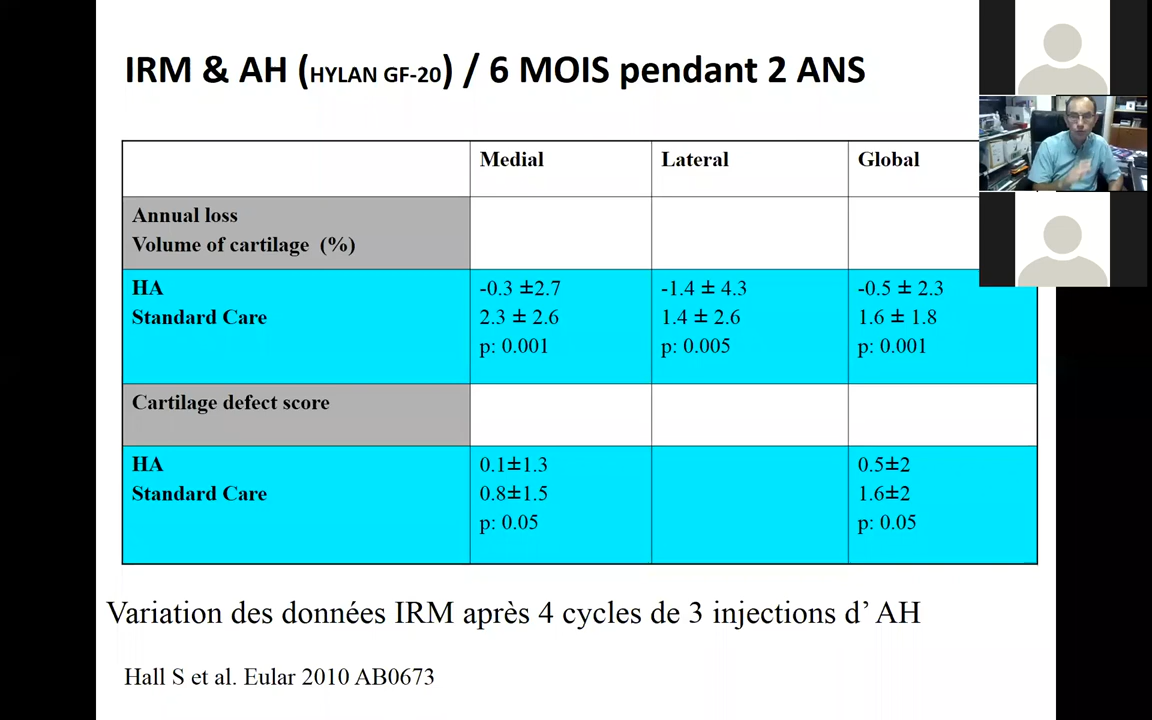 IRM & AH (HYLAN GF-20) / 6 MOIS pendant 2 ANS
Medial Lateral Global
Annual loss
Volume of cartilage (%)
HA -0.3 ±2.7 -1.4 ± 4.3 -0.5 ± 2.3
Standard Care 2.3 ± 2.6 1.4 ± 2.6 1.6 ± 1.8
p: 0.001 p: 0.005 p: 0.001
Cartilage defect score
HA 0.1±1.3 0.5±2
Standard Care 0.8±1.5 1.6±2
p: 0.05 p: 0.05
Variation des données IRM après 4 cycles de 3 injections d’ AH
Hall S et al. Eular 2010 AB0673